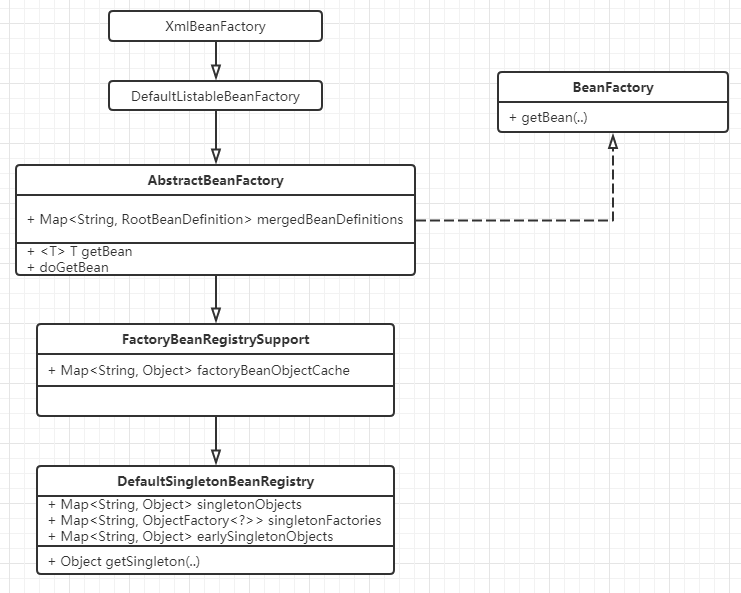 XmlBeanFactory
DefaultListableBeanFactory
BeanFactory
+ getBean(..)
AbstractBeanFactory
+ Map<String, RootBeanDefinition> mergedBeanDefinitions
+ <T> T getBean
+ doGetBean
FactoryBeanRegistrySupport
+ Map<String, Object> factoryBeanObjectCache
DefaultSingletonBeanRegistry
+ Map<String, Object> singletonObjects
+ Map<String, ObjectFactory<?>> singletonFactories
+ Map<String, Object> earlySingletonObjects
+ Object getSingleton(..)